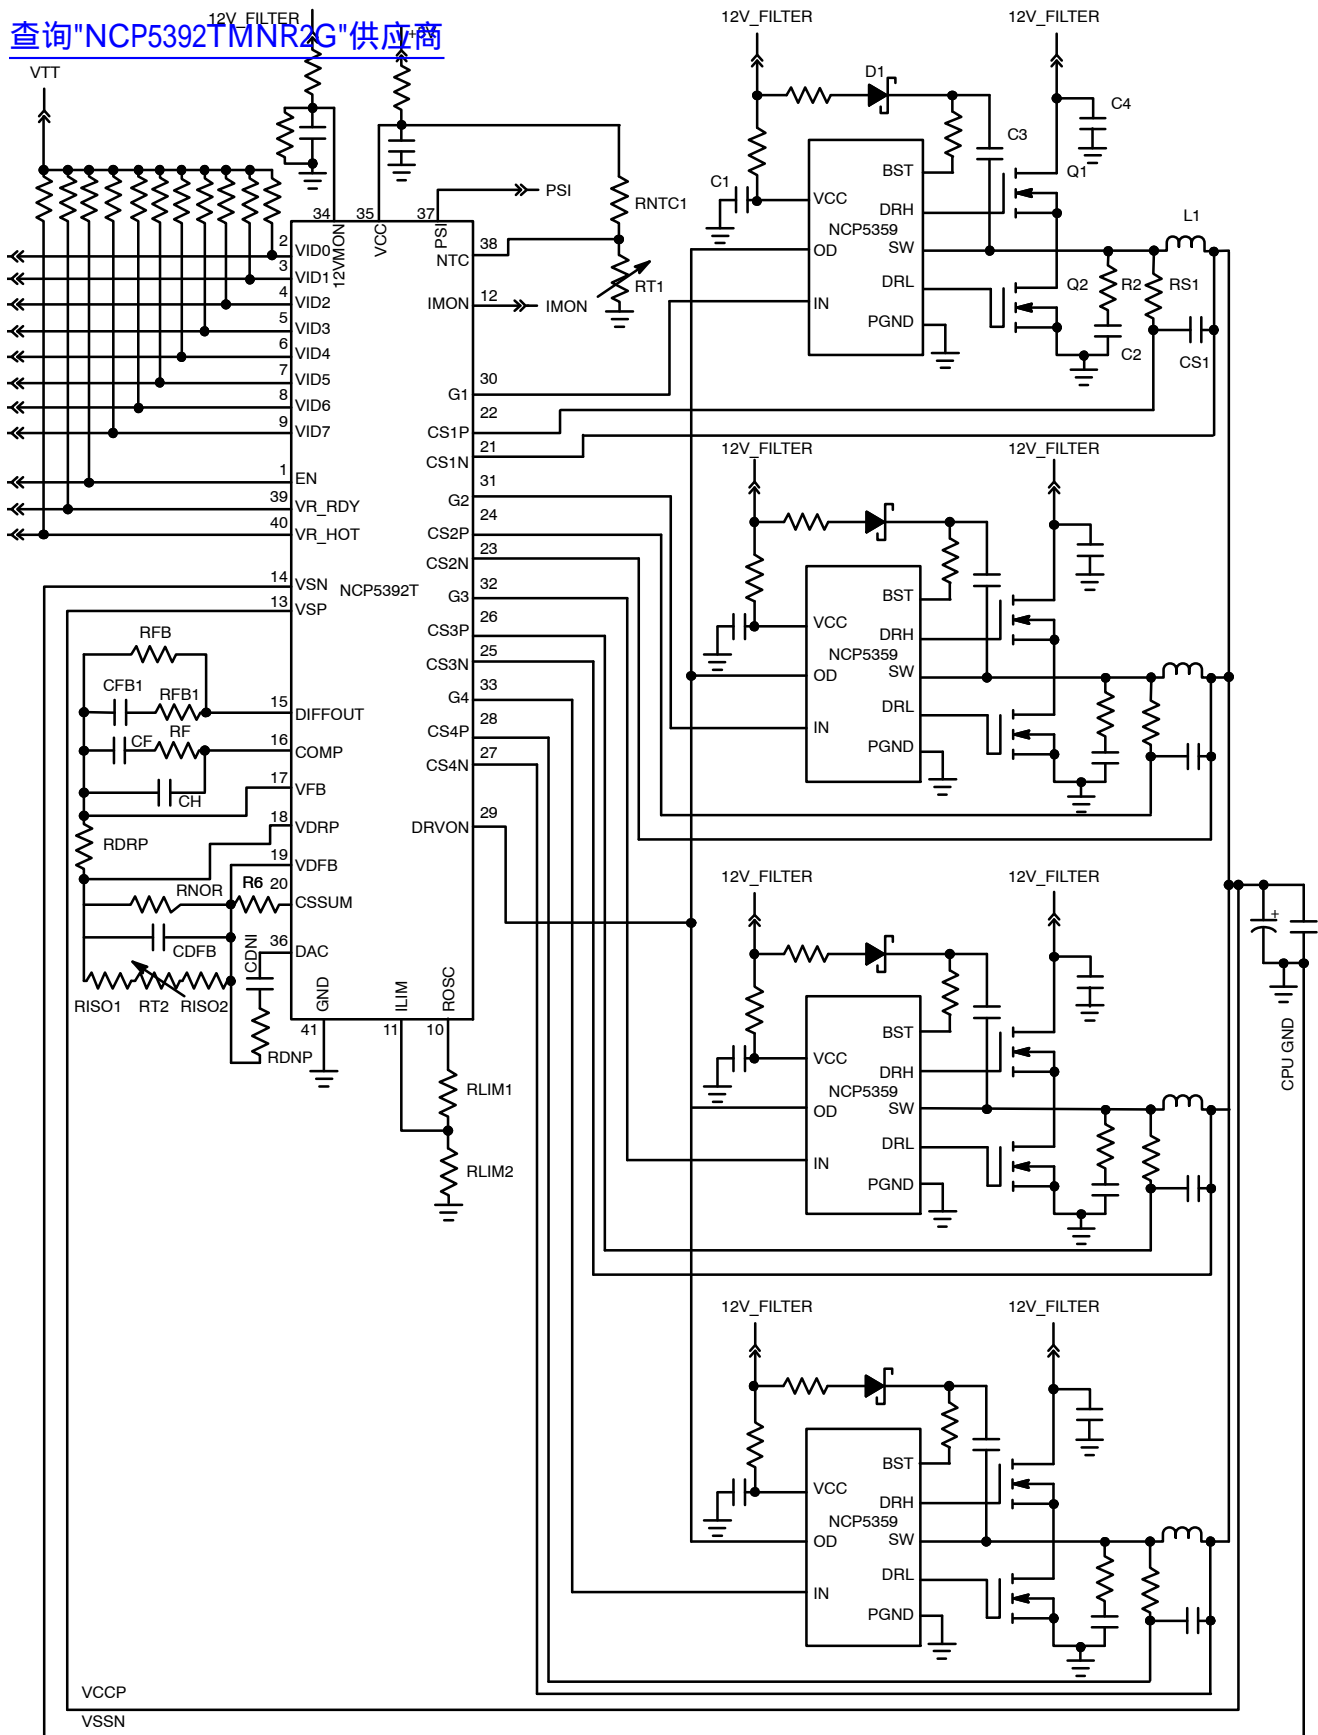 12V_FILTER
查询"NCP5392TMNR2G"供应商
VTT
12V_FILTER
12V_FILTER
D1
C4
C3
C1
BST
VCC
DRH
NCP5359
SW
OD
DRL
IN
PGND
Q1
L1
Q2
R2
RS1
C2
CS1
PSI
RNTC1
RT1
IMON
34
35
37
12VMON
VCC
PSI
2
VID0
3
VID1
4
VID2
5
VID3
6
VID4
7
VID5
8
VID6
9
VID7
1
EN
39
VR_RDY
40
VR_HOT
14
VSN
NCP5392T
13
VSP
15
DIFFOUT
16
COMP
17
VFB
18
VDRP
19
VDFB
20
CSSUM
36
DAC
GND
ILIM
ROSC
41
11
10
38
NTC
12
IMON
30
G1
22
CS1P
21
CS1N
31
G2
24
CS2P
23
CS2N
32
G3
26
CS3P
25
CS3N
33
G4
28
CS4P
27
CS4N
29
DRVON
RFB
CFB1
RFB1
CF
RF
CH
RDRP
RNOR
R6
CDFB
CDNI
RISO1
RT2
RISO2
RDNP
RLIM1
RLIM2
12V_FILTER
12V_FILTER
BST
VCC
DRH
NCP5359
SW
OD
DRL
IN
PGND
12V_FILTER
12V_FILTER
BST
VCC
DRH
NCP5359
SW
OD
DRL
IN
PGND
+
CPU GND
12V_FILTER
12V_FILTER
BST
VCC
DRH
NCP5359
SW
OD
DRL
IN
PGND
VCCP
VSSN